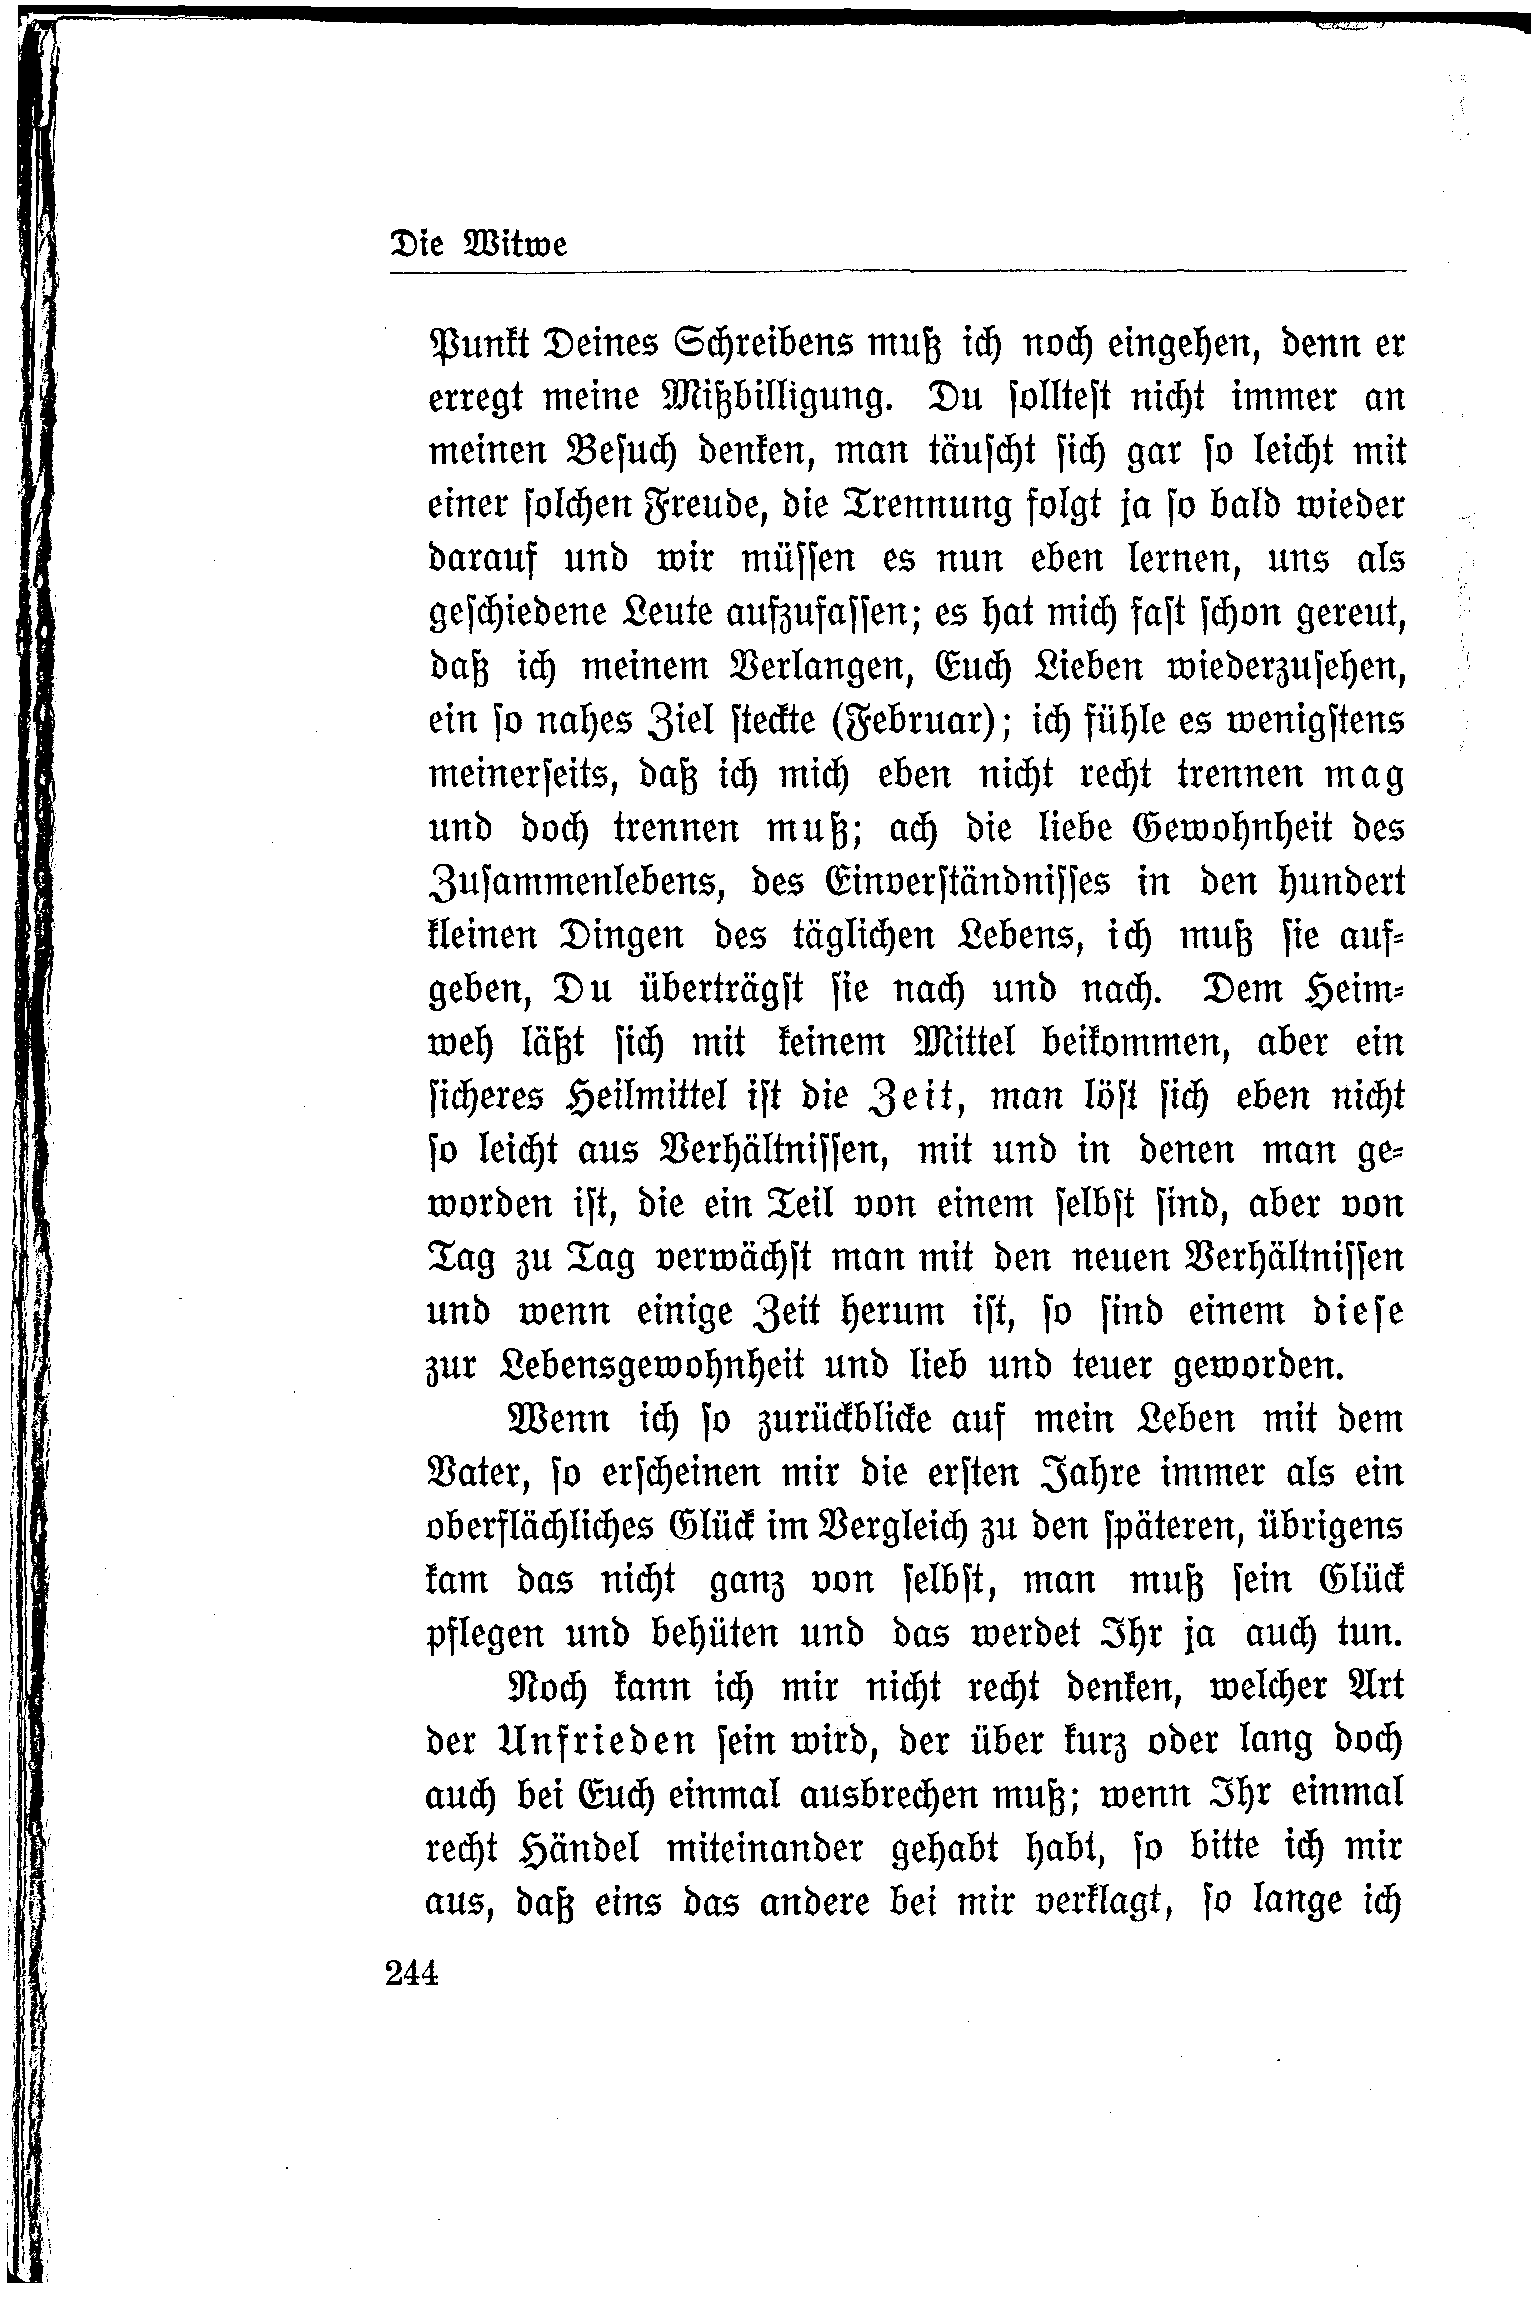 Die Witwe
Punkt Deines Schreibens muß ich noch eingehen, denn er
erregt meine Mißbilligung. Du solltest nicht immer an
meinen Besuch denken, man täuscht sich gar so leicht mit
einer solchen Freude, die Trennung folgt ja so bald wieder
darauf und wir müssen es nun eben lernen, uns als
geschiedene Leute aufzufassen; es hat mich fast schon gereut,
daß ich meinem Verlangen, Euch Lieben wiederzusehen,
ein so nahes Ziel steckte (Februar); ich fühle es wenigstens
meinerseits, daß ich mich eben nicht recht trennen mag
und doch trennen muß; ach die liebe Gewohnheit des
Zusammenlebens, des Einverständnisses in den hundert
kleinen Dingen des täglichen Lebens, ich muß sie auf-
geben, Du überträgst sie nach und nach. Dem Heim-
weh läßt sich mit keinem Mittel beikommen, aber ein
sicheres Heilmittel ist die Zeit, man löst sich eben nicht
so leicht aus Verhältnissen, mit und in denen man ge-
worden ist, die ein Teil von einem selbst sind, aber von
Tag zu Tag verwächst man mit den neuen Verhältnissen
und wenn einige Zeit herum ist, so sind einem diese
zur Lebensgewohnheit und lieb und teuer geworden.
Wenn ich so zurückblicke auf mein Leben mit dem
Vater, so erscheinen mir die ersten Jahre immer als ein
oberflächliches Glück im Vergleich zu den späteren, übrigens
kam das nicht ganz von selbst, man muß sein Glück
pflegen und behüten und das werdet Ihr ja auch tun.
Noch kann ich mir nicht recht denken, welcher Art
der Unfrieden sein wird, der über kurz oder lang doch
auch bei Euch einmal ausbrechen muß; wenn Ihr einmal
recht Händel miteinander gehabt habt, so bitte ich mir
aus, daß eins das andere bei mir verklagt, so lange ich
244